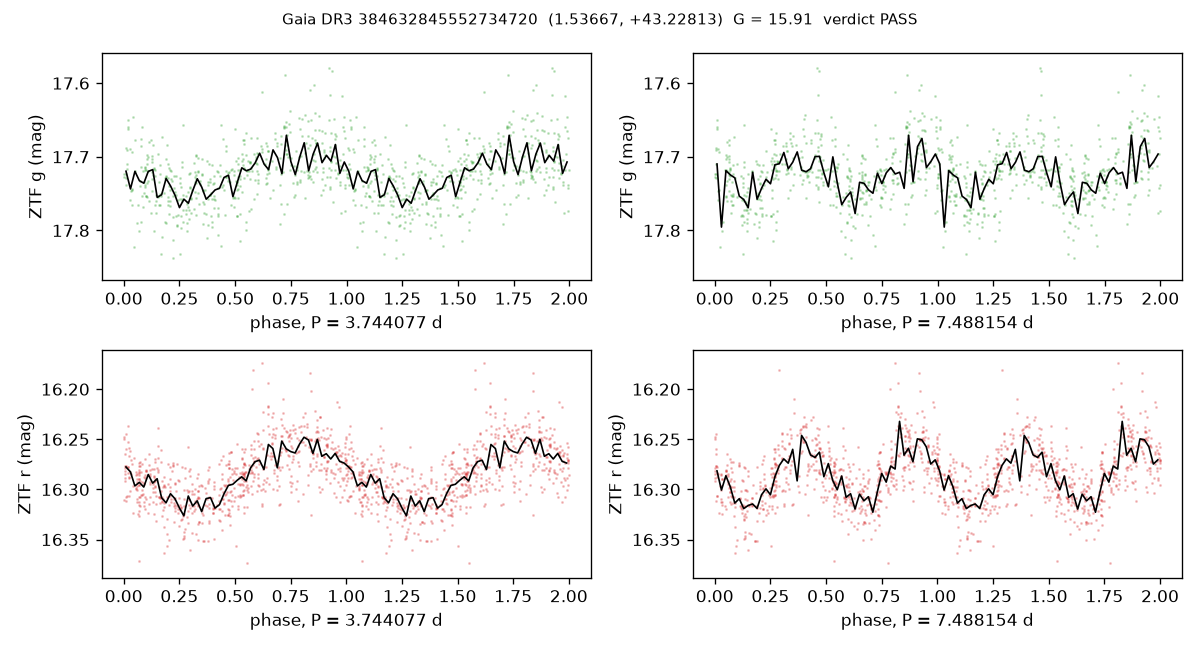 Gaia DR3 384632845552734720  (1.53667, +43.22813)  G = 15.91  verdict PASS
ZTF g (mag)
17.6
17.7
17.8
0.00 0.25 0.50 0.75 1.00 1.25 1.50 1.75 2.00
phase, P = 3.744077 d
ZTF g (mag)
17.6
17.7
17.8
0.00 0.25 0.50 0.75 1.00 1.25 1.50 1.75 2.00
phase, P = 7.488154 d
ZTF r (mag)
16.20
16.25
16.30
16.35
0.00 0.25 0.50 0.75 1.00 1.25 1.50 1.75 2.00
phase, P = 3.744077 d
ZTF r (mag)
16.20
16.25
16.30
16.35
0.00 0.25 0.50 0.75 1.00 1.25 1.50 1.75 2.00
phase, P = 7.488154 d